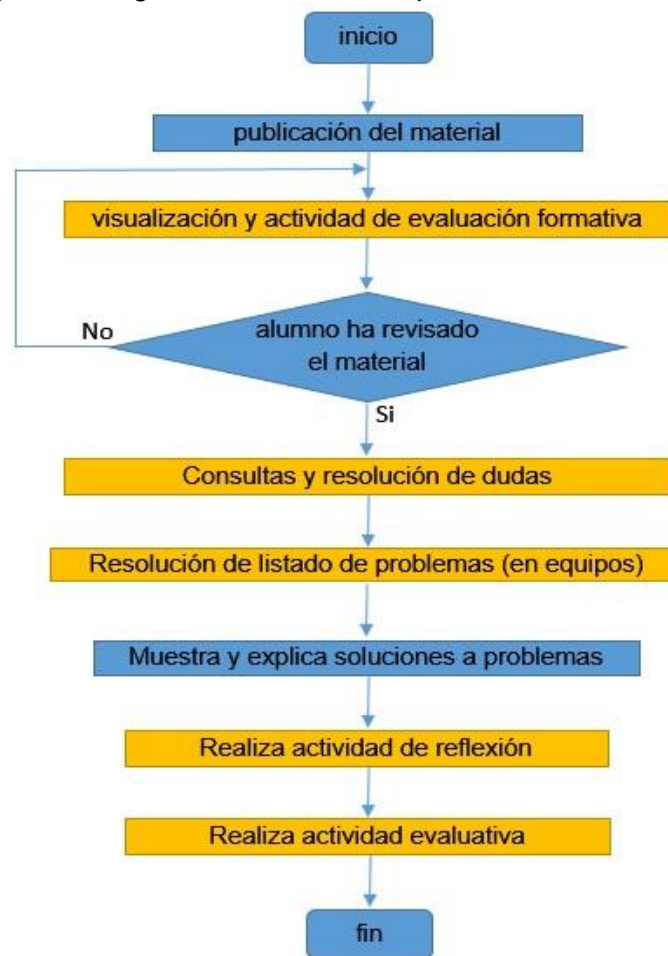 inicio
publicación del material
visualización y actividad de evaluación formativa
alumno ha revisado
el material
No
Si
Consultas y resolución de dudas
Resolución de listado de problemas (en equipos)
Muestra y explica soluciones a problemas
Realiza actividad de reflexión
Realiza actividad evaluativa
fin